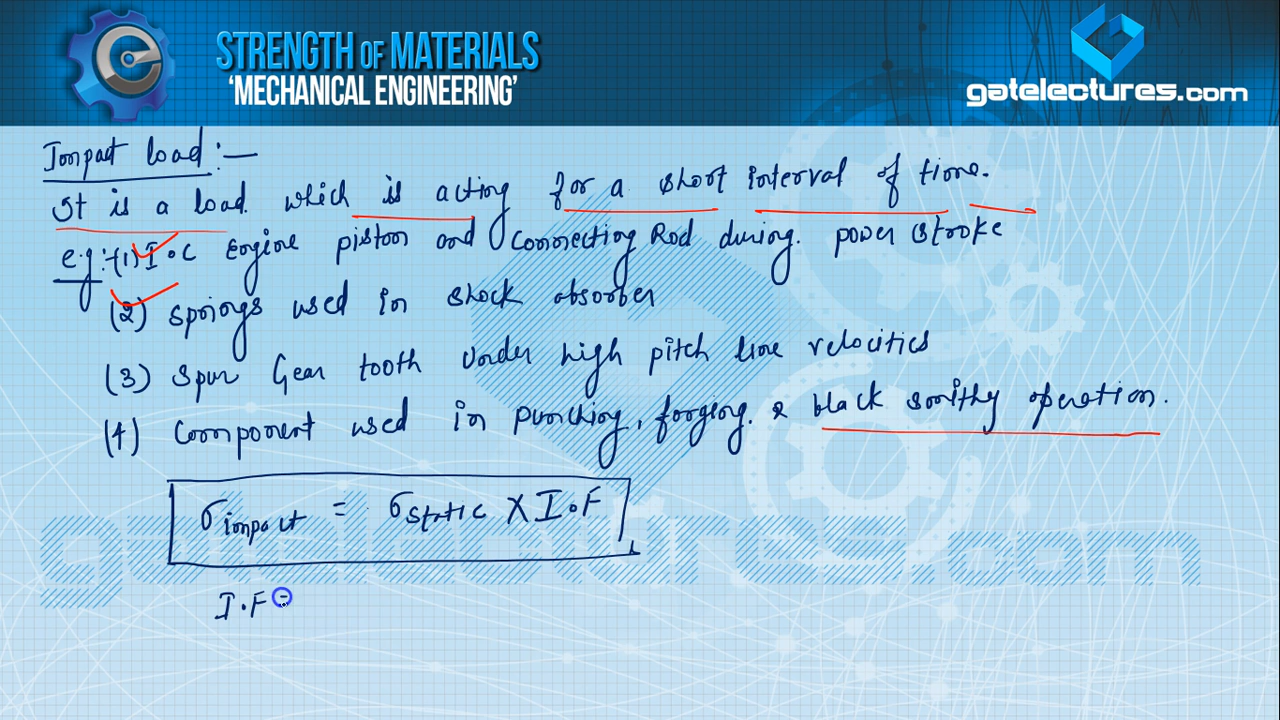 STRENGTH OF MATERIALS
'MECHANICAL ENGINEERING'
gatelectures.com
Impact load :—
It is a load which is acting for a short interval of time.
e.g:-(1) I.C Engine piston and Connecting Rod during power stroke
(2) springs used in shock absorber
(3) spur Gear tooth under high pitch line velocities
(4) Component used in punching, forging & black smithy operation.
σimpact = σstatic X I.F
I.F =
gatelectures.com